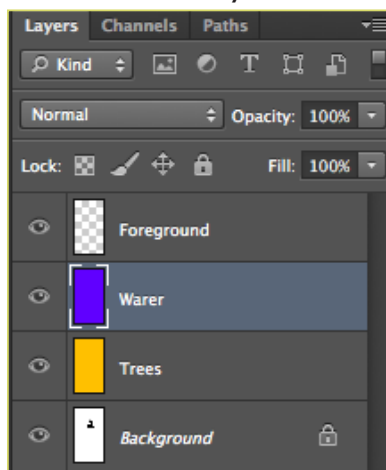 Layers Channels Paths
Kind T
Normal Opacity: 100%
Lock: Fill: 100%
Foreground
Warer
Trees
Background